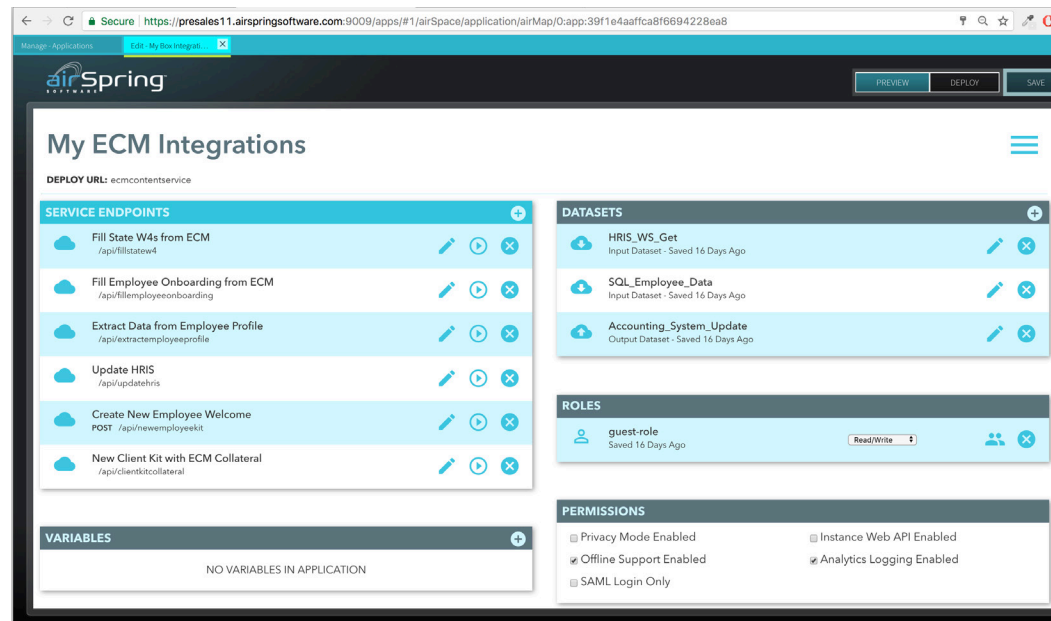 Secure https://presales11.airspringsoftware.com:9009/apps/#1/airSpace/application/airMap/0:app:39f1e4aaffca8f6694228ea8
Manage - Applications
Edit - My Box Integrati...
airSpring
SOFTWARE
PREVIEW
DEPLOY
SAVE
My ECM Integrations
DEPLOY URL: ecmcontentservice
SERVICE ENDPOINTS
Fill State W4s from ECM
/api/fillstatew4
Fill Employee Onboarding from ECM
/api/fillemployeeonboarding
Extract Data from Employee Profile
/api/extractemployeeprofile
Update HRIS
/api/updatehris
Create New Employee Welcome
POST /api/newemployeekit
New Client Kit with ECM Collateral
/api/clientkitcollateral
VARIABLES
NO VARIABLES IN APPLICATION
DATASETS
HRIS_WS_Get
Input Dataset - Saved 16 Days Ago
SQL_Employee_Data
Input Dataset - Saved 16 Days Ago
Accounting_System_Update
Output Dataset - Saved 16 Days Ago
ROLES
guest-role
Saved 16 Days Ago
Read/Write
PERMISSIONS
Privacy Mode Enabled
Instance Web API Enabled
Offline Support Enabled
Analytics Logging Enabled
SAML Login Only